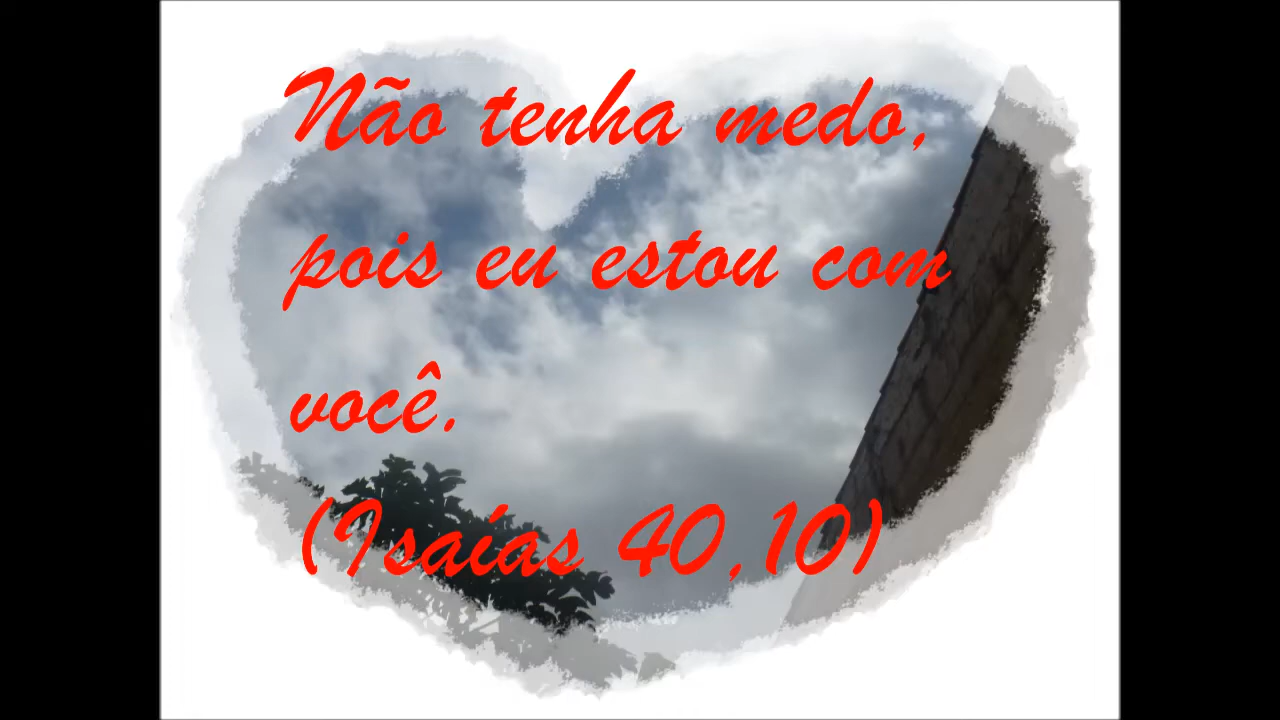 Não tenha medo,
pois eu estou com
você.
(Isaías 40,10)